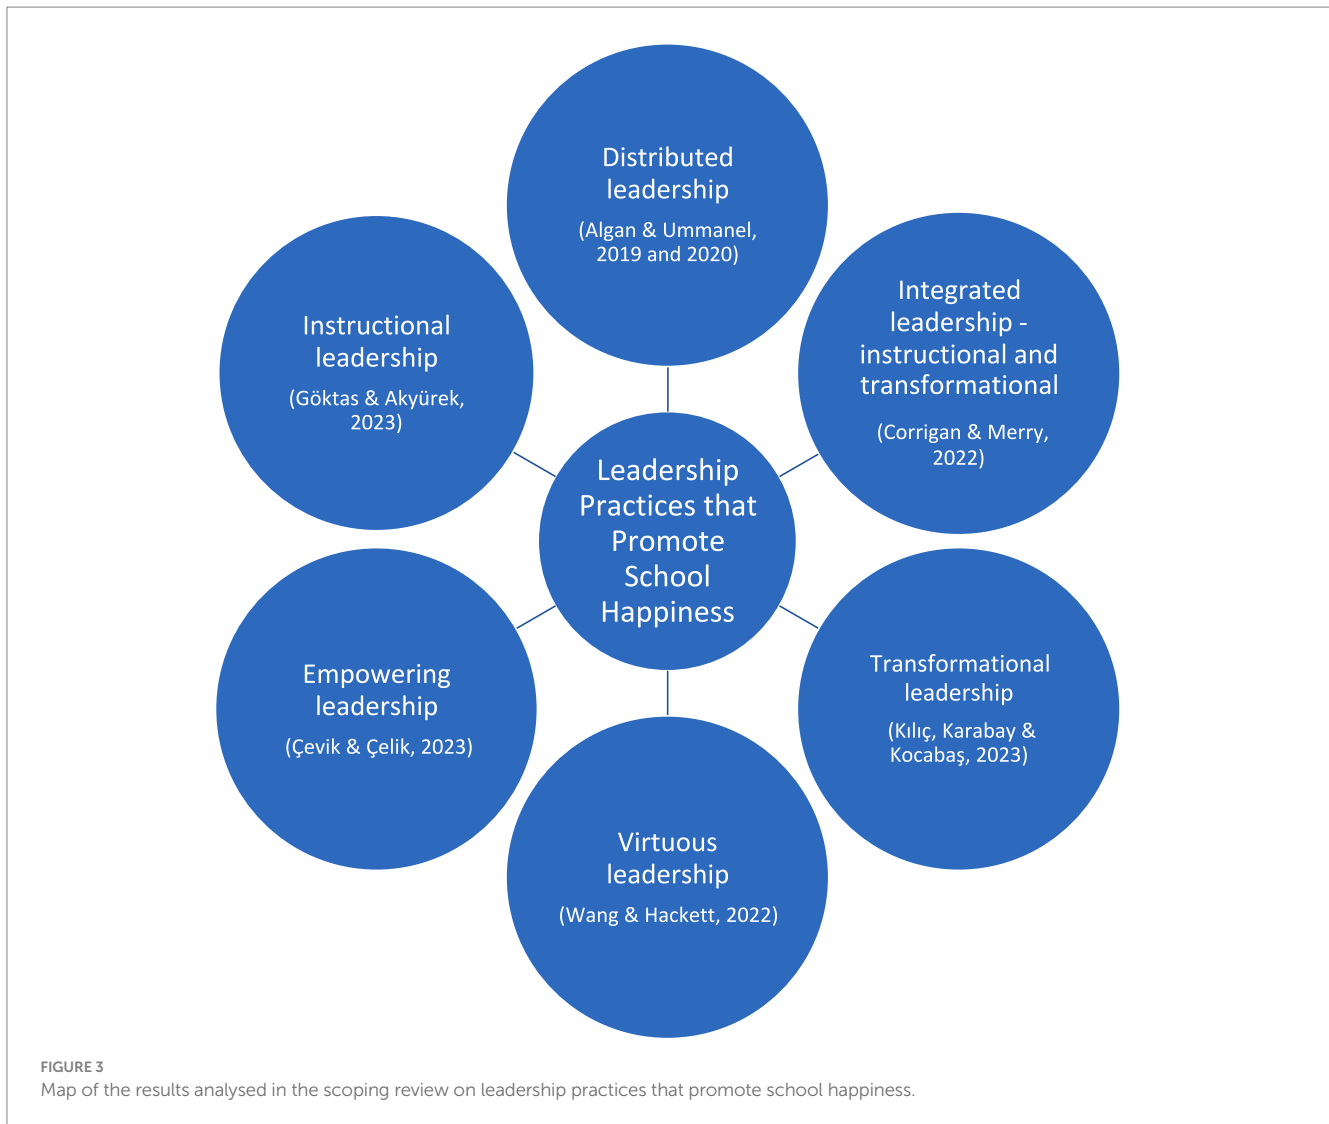 Distributed
leadership
(Algan & Ummanel,
2019 and 2020)
Integrated
leadership -
instructional and
transformational
(Corrigan & Merry,
2022)
Transformational
leadership
(Kılıç, Karabay &
Kocabaş, 2023)
Virtuous
leadership
(Wang & Hackett, 2022)
Empowering
leadership
(Çevik & Çelik, 2023)
Instructional
leadership
(Göktas & Akyürek,
2023)
Leadership
Practices that
Promote
School
Happiness
FIGURE 3
Map of the results analysed in the scoping review on leadership practices that promote school happiness.